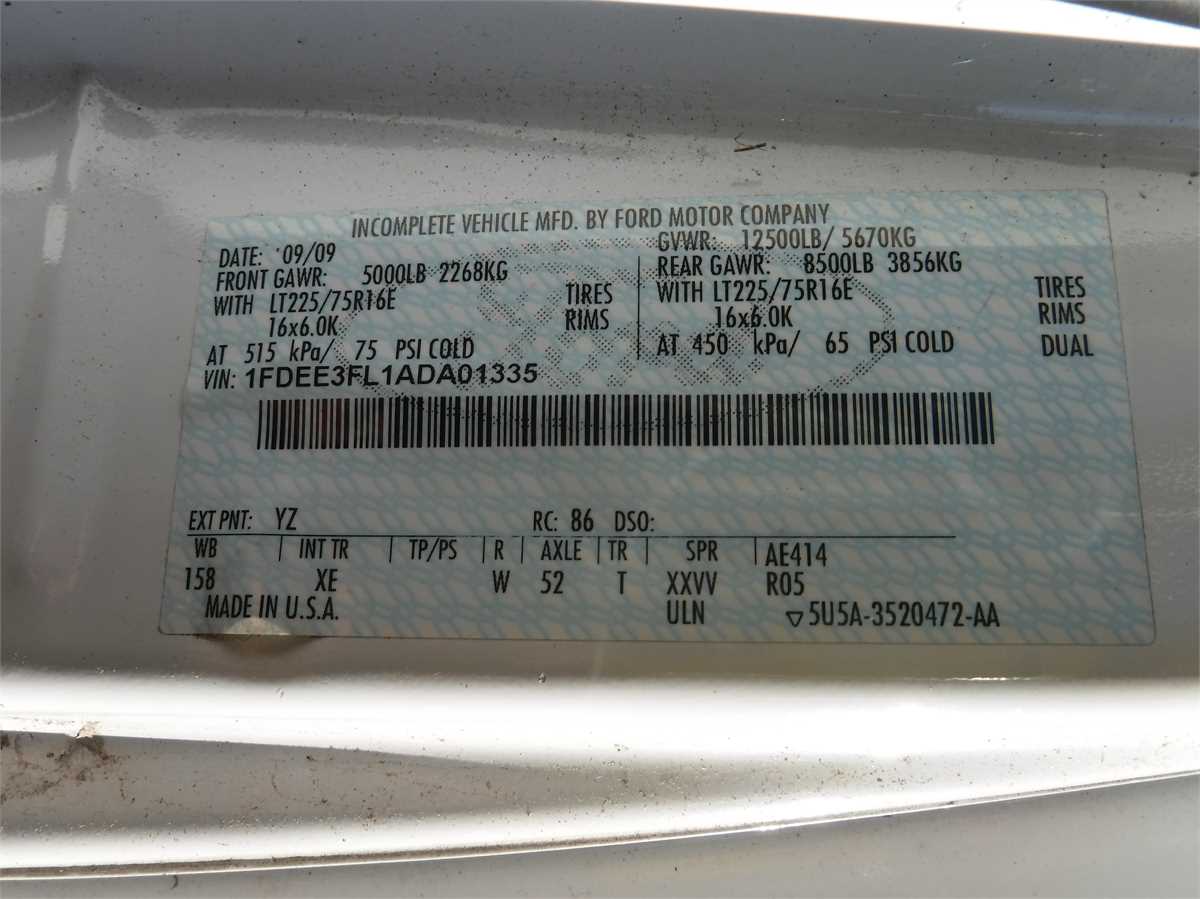 INCOMPLETE VEHICLE MFD. BY FORD MOTOR COMPANY
DATE: 09/09 GVWR: 12500LB/ 5670KG
FRONT GAWR: 5000LB 2268KG REAR GAWR: 8500LB 3856KG
WITH LT225/75R16E TIRES WITH LT225/75R16E TIRES
16x6.0K RIMS 16x6.0K RIMS
AT 515 kPa/ 75 PSI COLD AT 450 kPa/ 65 PSI COLD DUAL
VIN: 1FDEE3FL1ADA01335
EXT PNT: YZ RC: 86 DSO:
WB INT TR TP/PS R AXLE TR SPR AE414
158 XE W 52 T XXVV R05
MADE IN U.S.A. ULN ▽5U5A-3520472-AA